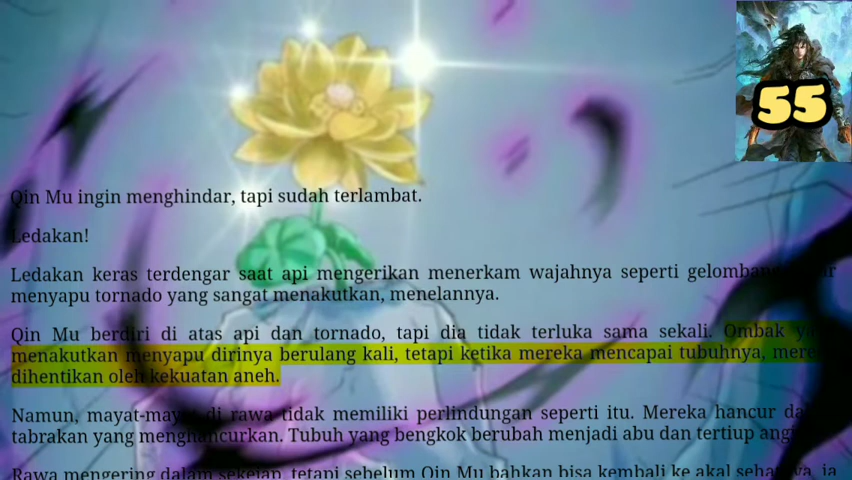 55
Qin Mu ingin menghindar, tapi sudah terlambat.
Ledakan!
Ledakan keras terdengar saat api mengerikan menerkam wajahnya seperti
menyapu tornado yang sangat menakutkan, menelannya.
Qin Mu berdiri di atas api dan tornado, tapi dia tidak terluka sama sekali. Ombak
menakutkan menyapu dirinya berulang kali, tetapi ketika mereka mencapai tubuhnya,
dihentikan oleh kekuatan aneh.
Namun, mayat-mayat di rawa tidak memiliki perlindungan seperti itu. Mereka hancur
tabrakan yang menghancurkan. Tubuh yang bengkok berubah menjadi abu dan tertiup
Rawa mengering dalam sekejap, tetapi sebelum Qin Mu bahkan bisa kembali ke akal sehatnya, ia